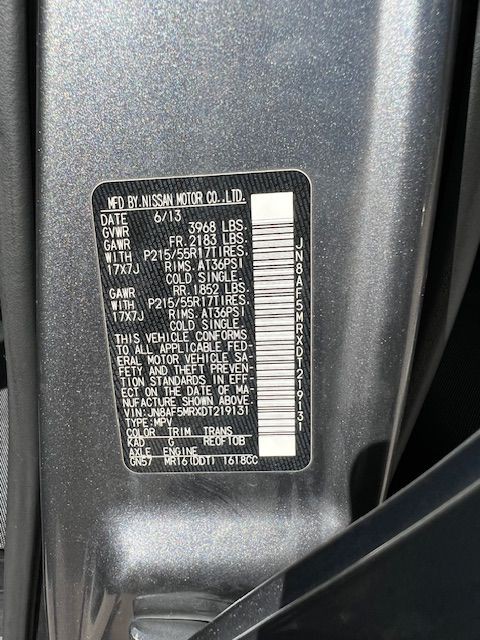 MFD BY.NISSAN MOTOR CO.,LTD.
DATE 6/13
GVWR 3968 LBS.
GAWR FR.2183 LBS.
WITH P215/55R17TIRES,
17X7J RIMS.AT36PSI
COLD SINGLE.
GAWR RR.1852 LBS.
WITH P215/55R17TIRES,
17X7J RIMS.AT36PSI
COLD SINGLE.
THIS VEHICLE CONFORMS
TO ALL APPLICABLE FED-
ERAL MOTOR VEHICLE SA-
FETY AND THEFT PREVEN-
TION STANDARDS IN EFF-
ECT ON THE DATE OF MA-
NUFACTURE SHOWN ABOVE.
VIN:JN8AF5MRXDT219131
TYPE:MPV
COLOR TRIM TRANS
KAD G RE0F10B
AXLE ENGINE
GN57 MR16(DDT) 1618CC
JN8AF5MRXDT219131